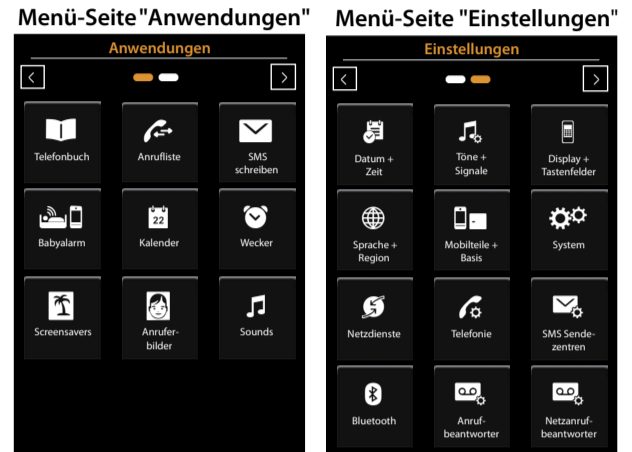 Menü-Seite "Anwendungen"
Anwendungen
Telefonbuch
Anrufliste
SMS
schreiben
Babyalarm
22
Kalender
Wecker
Screensavers
Anrufer-
bilder
Sounds
Menü-Seite "Einstellungen"
Einstellungen
Datum +
Zeit
Töne +
Signale
Display +
Tastenfelder
Sprache +
Region
Mobilteile +
Basis
System
Netzdienste
Telefonie
SMS Sende-
zentren
Bluetooth
Anruf-
beantworter
Netzanruf-
beantworter